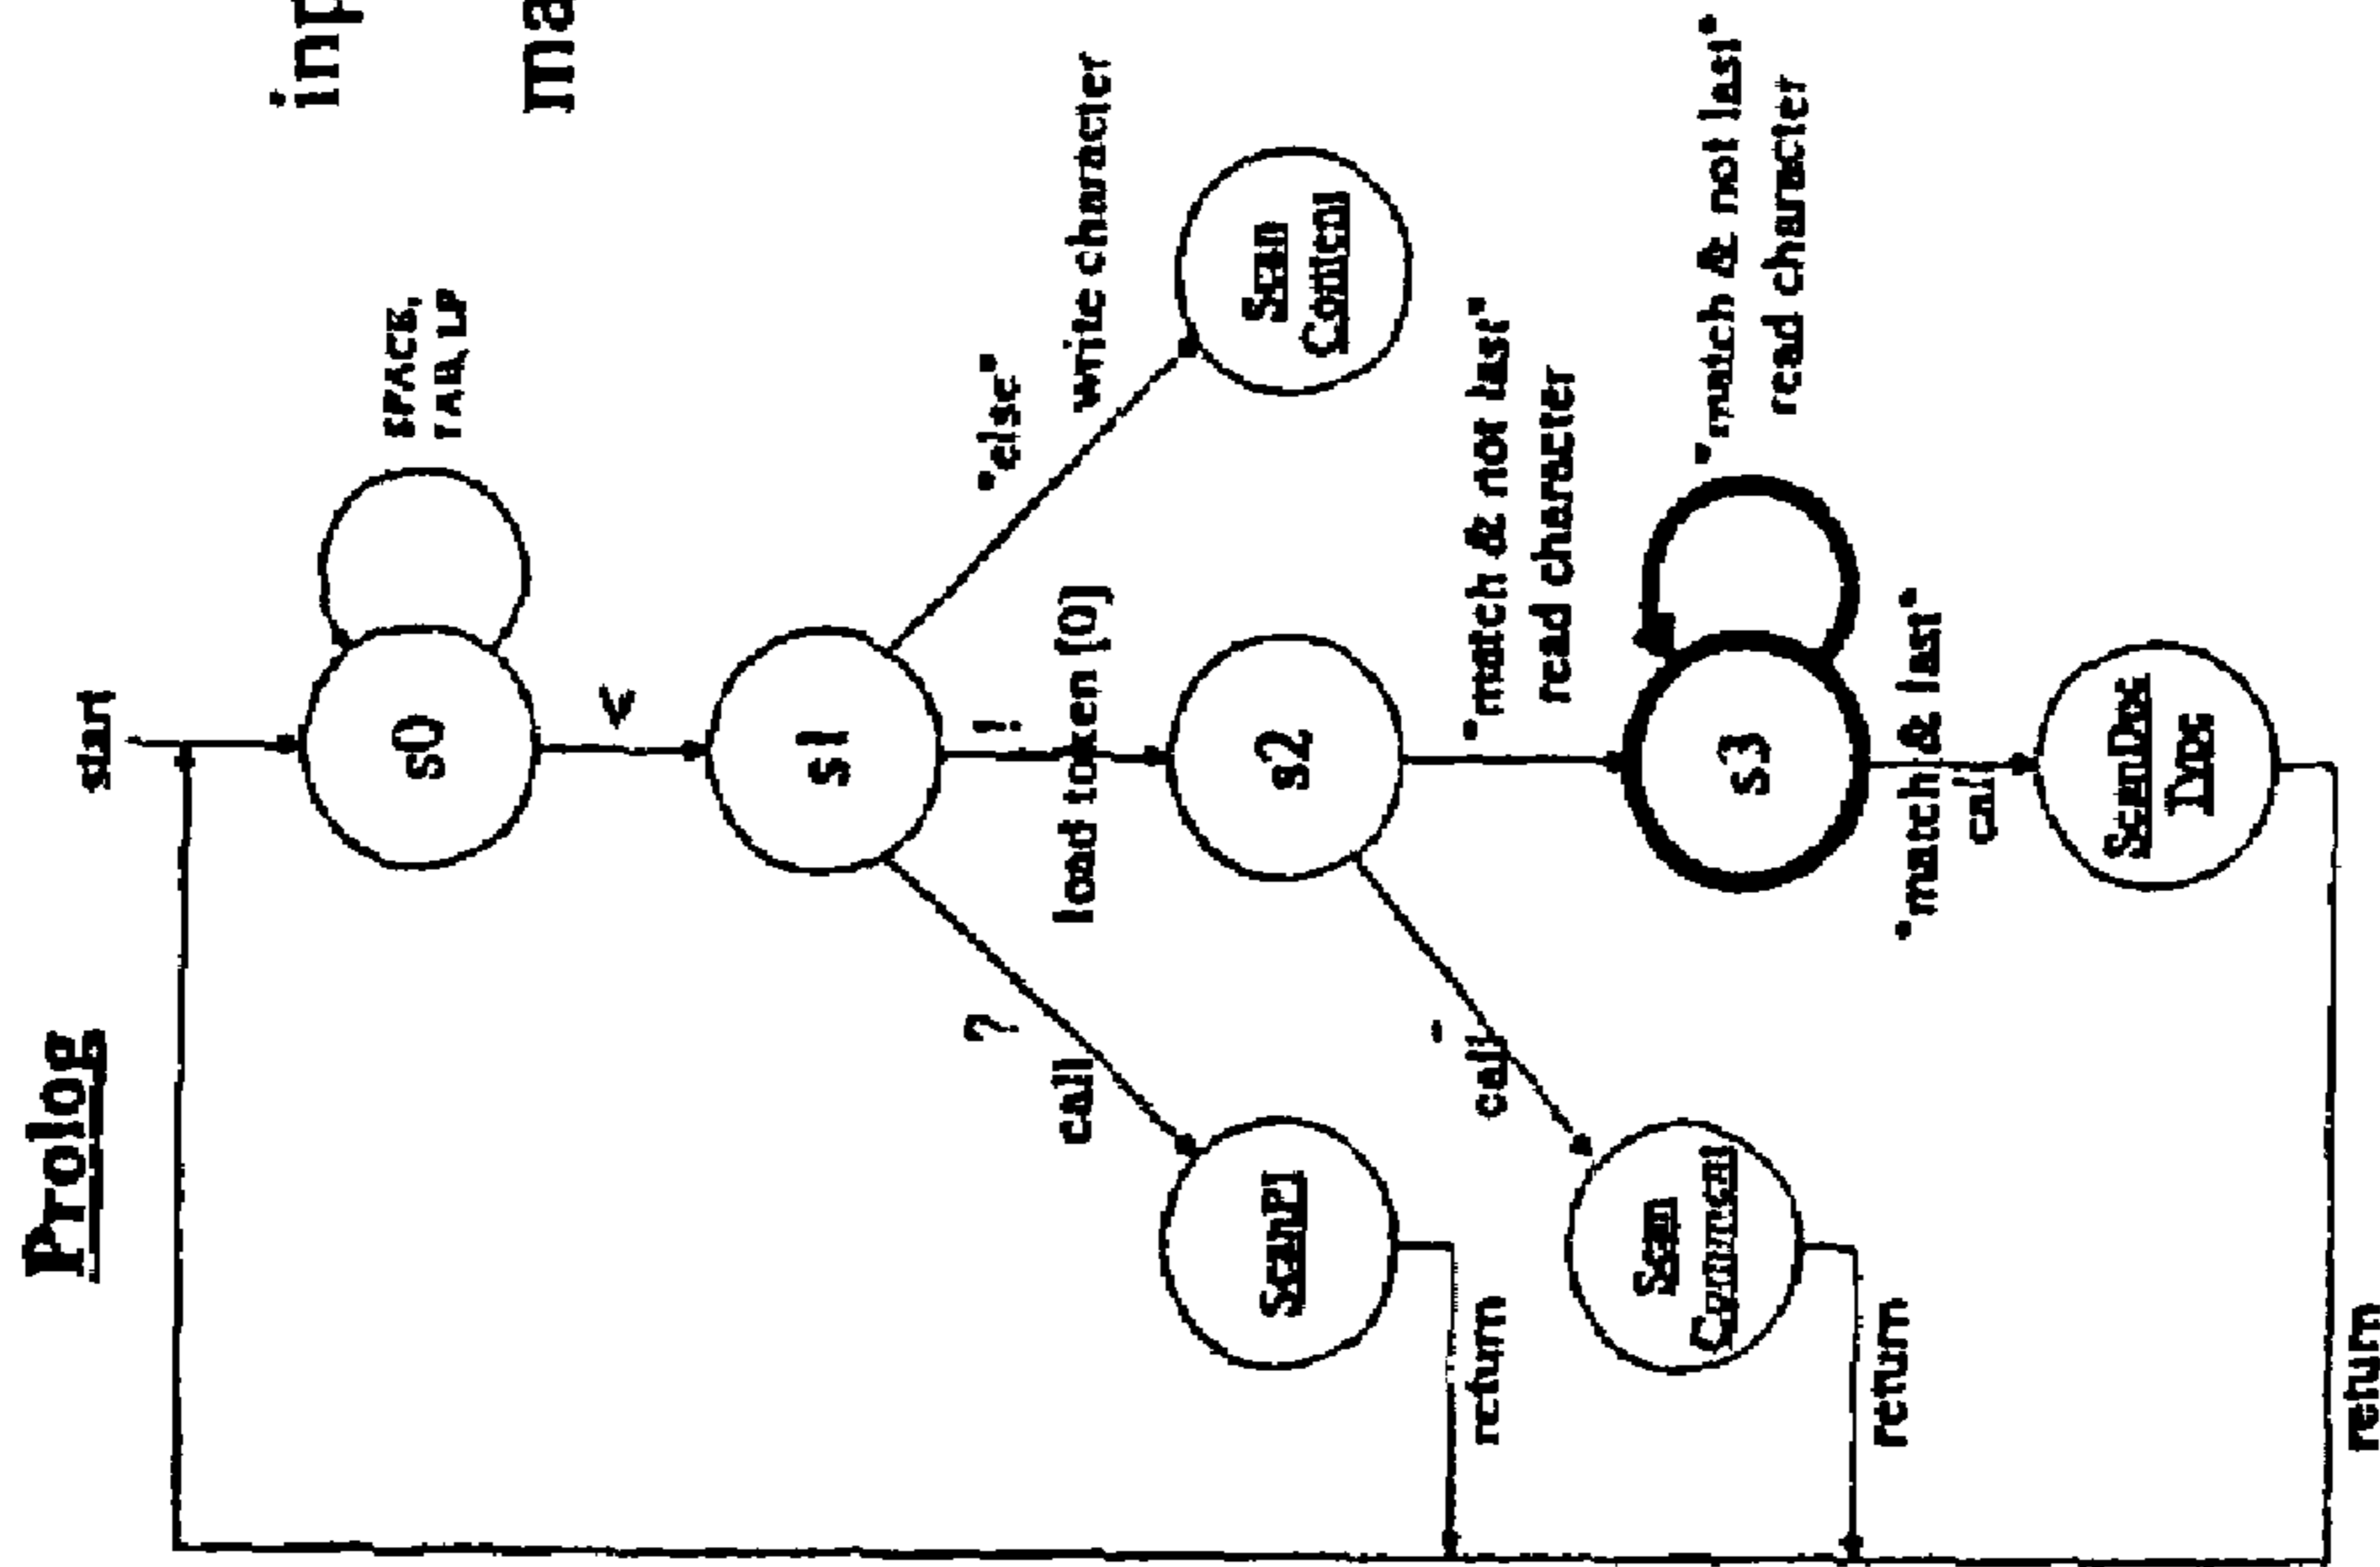 Prolog
start
inp
SPACE,
TAB, LF
s0
ma
<
s1
?
!
"else"
call
load token [0]
write character
ScanPI
s2
Scan
Content
-
call
"match & not last"
read character
return
Scan
Comment
s3
"match & not last"
read character
return
"match & last"
call
ScanDoc
Type
return